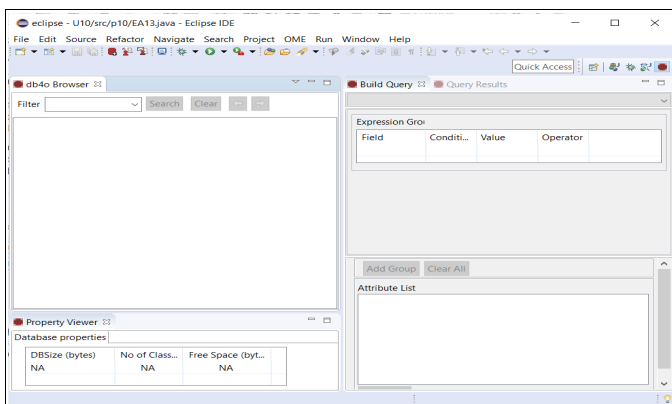 eclipse - U10/src/p10/EA13.java - Eclipse IDE
File Edit Source Refactor Navigate Search Project OME Run Window Help
Quick Access
db4o Browser
Filter Search Clear
Build Query Query Results
Expression Grou
Field Conditi... Value Operator
Add Group Clear All
Attribute List
Property Viewer
Database properties
DBSize (bytes) No of Class... Free Space (byt...
NA NA NA